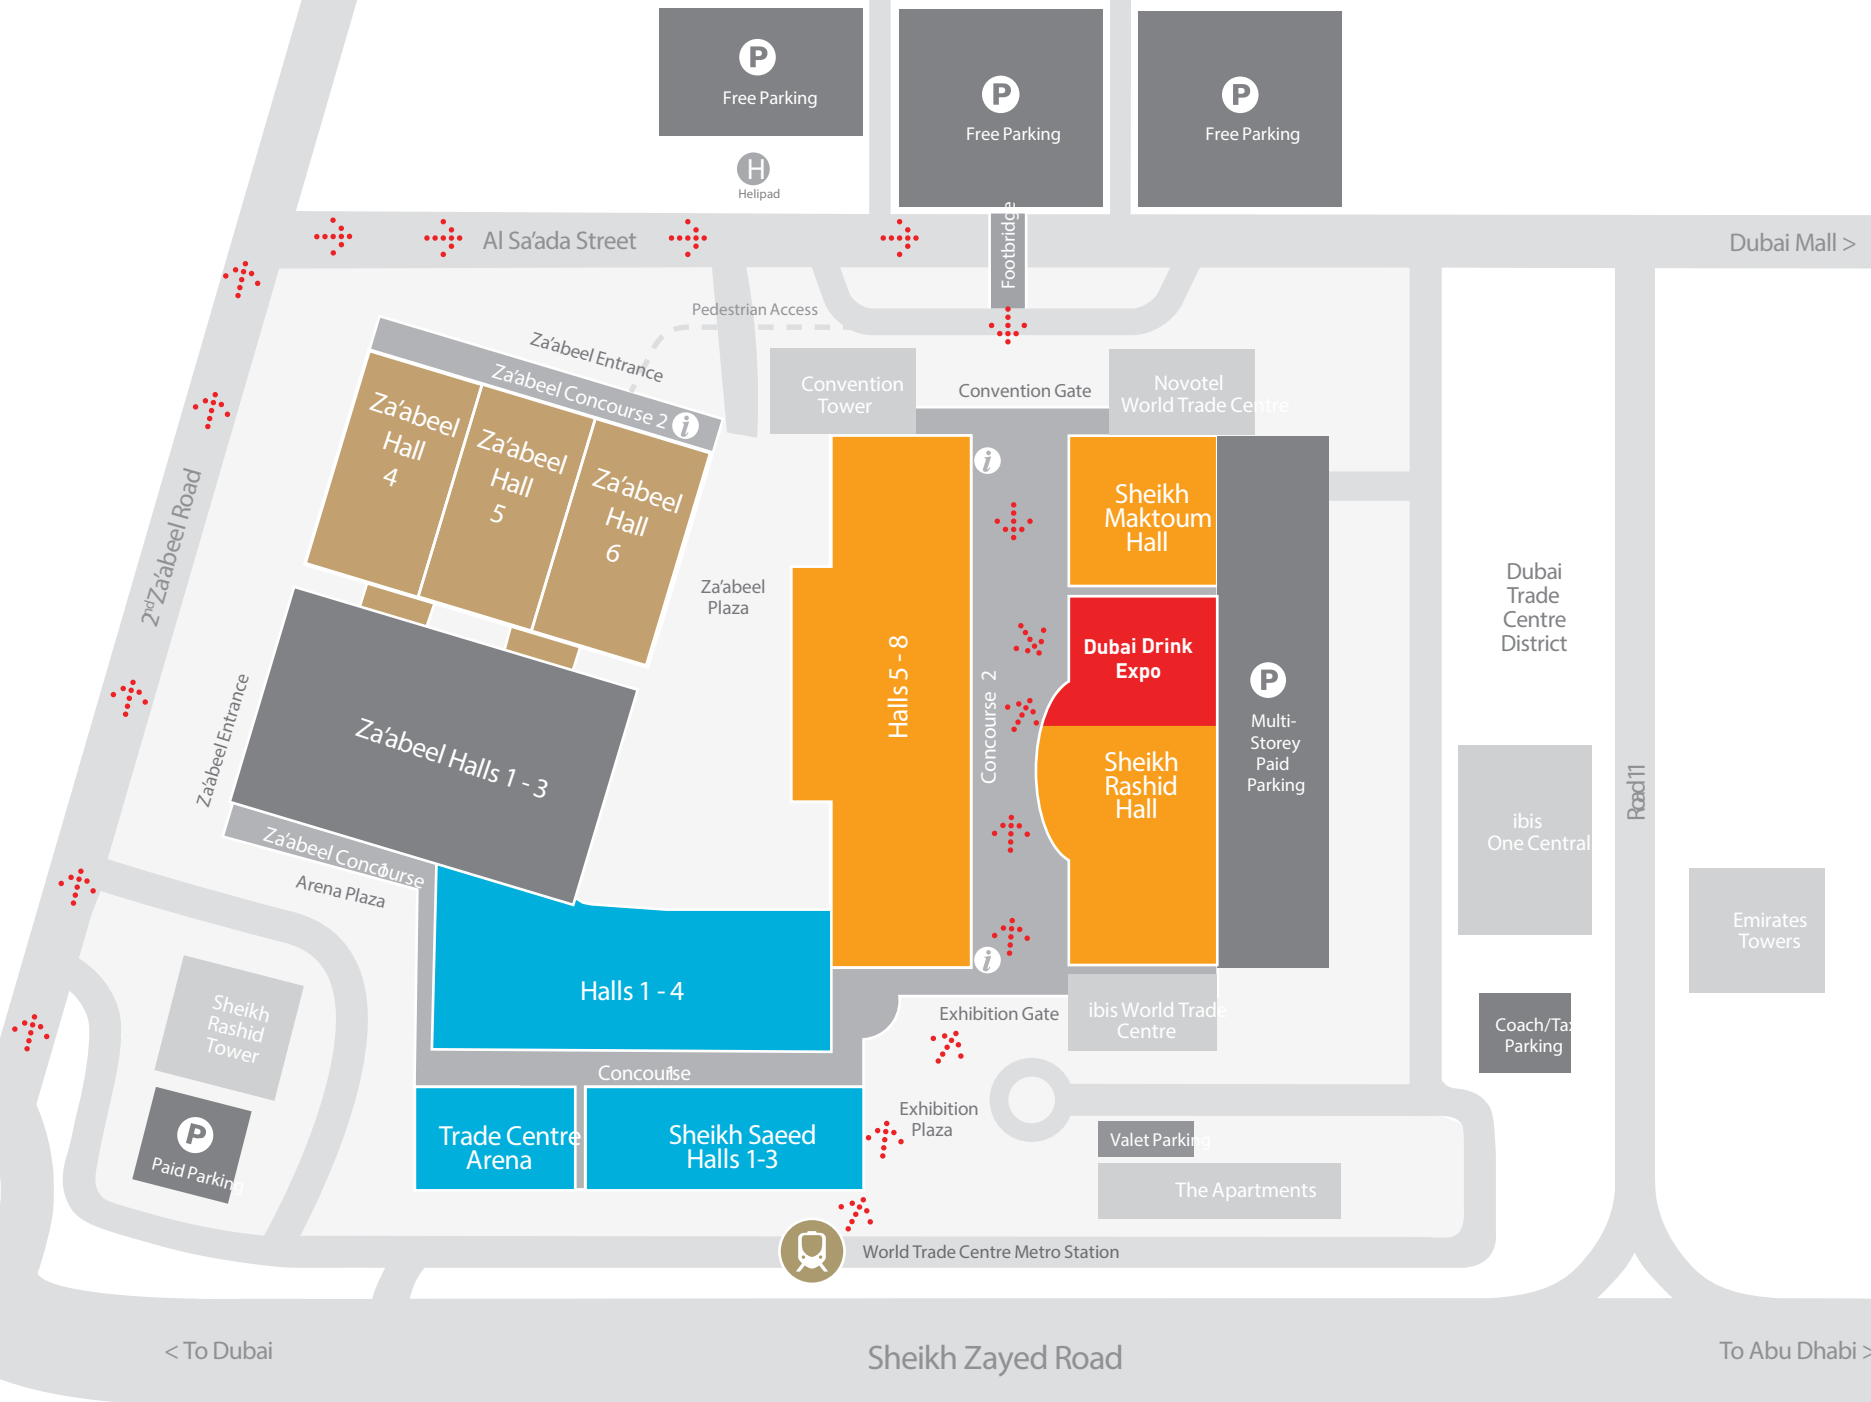 P
Free Parking
P
Free Parking
P
Free Parking
H
Helipad
Al Sa'ada Street
Footbridge
Dubai Mall >
Pedestrian Access
Za'abeel Entrance
Za'abeel Concourse 2
i
Za'abeel
Hall
4
Za'abeel
Hall
5
Za'abeel
Hall
6
Convention
Tower
Convention Gate
Novotel
World Trade Centre
i
Sheikh
Maktoum
Hall
2nd Za'abeel Road
Za'abeel
Plaza
Dubai
Trade
Centre
District
Halls 5 - 8
Concourse 2
Dubai Drink
Expo
P
Multi-
Storey
Paid
Parking
Sheikh
Rashid
Hall
Za'abeel Entrance
Za'abeel Halls 1 - 3
Za'abeel Concourse 1
Arena Plaza
ibis
One Central
Road 11
Emirates
Towers
Halls 1 - 4
i
Sheikh
Rashid
Tower
Exhibition Gate
ibis World Trade
Centre
Coach/Tax
Parking
Concourse 1
P
Paid Parking
Trade Centre
Arena
Sheikh Saeed
Halls 1-3
Exhibition
Plaza
Valet Parking
The Apartments
World Trade Centre Metro Station
< To Dubai
Sheikh Zayed Road
To Abu Dhabi >